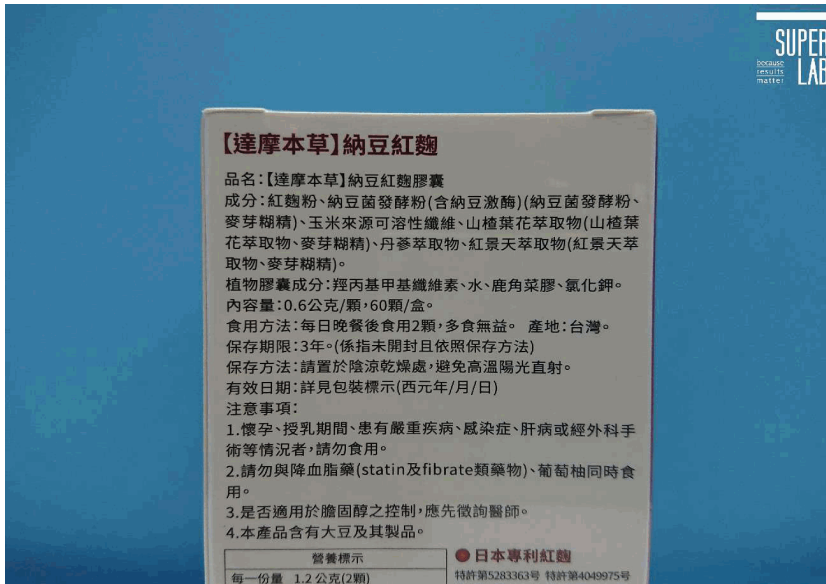 SUPER
LAB
because
results
matter
【達摩本草】納豆紅麴
品名：【達摩本草】納豆紅麴膠囊
成分：紅麴粉、納豆菌發酵粉(含納豆激酶)(納豆菌發酵粉、
麥芽糊精)、玉米來源可溶性纖維、山楂葉花萃取物(山楂葉
花萃取物、麥芽糊精)、丹蔘萃取物、紅景天萃取物(紅景天萃
取物、麥芽糊精)。
植物膠囊成分：羥丙基甲基纖維素、水、鹿角菜膠、氯化鉀。
內容量：0.6公克/顆，60顆/盒。
食用方法：每日晚餐後食用2顆，多食無益。 產地：台灣。
保存期限：3年。(係指未開封且依照保存方法)
保存方法：請置於陰涼乾燥處，避免高溫陽光直射。
有效日期：詳見包裝標示(西元年/月/日)
注意事項：
1.懷孕、授乳期間、患有嚴重疾病、感染症、肝病或經外科手
術等情況者，請勿食用。
2.請勿與降血脂藥(statin及fibrate類藥物)、葡萄柚同時食
用。
3.是否適用於膽固醇之控制，應先徵詢醫師。
4.本產品含有大豆及其製品。
營養標示
每一份量 1.2公克(2顆)
日本專利紅麴
特許第5283363号 特許第4049975号